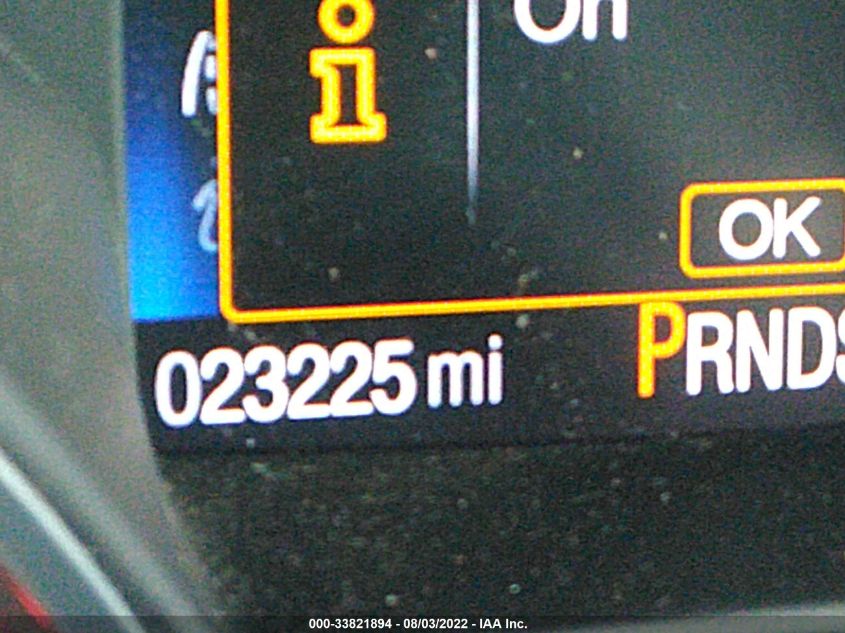 On
OK
023225 mi
PRNDS
000-33821894 - 08/03/2022 - IAA Inc.